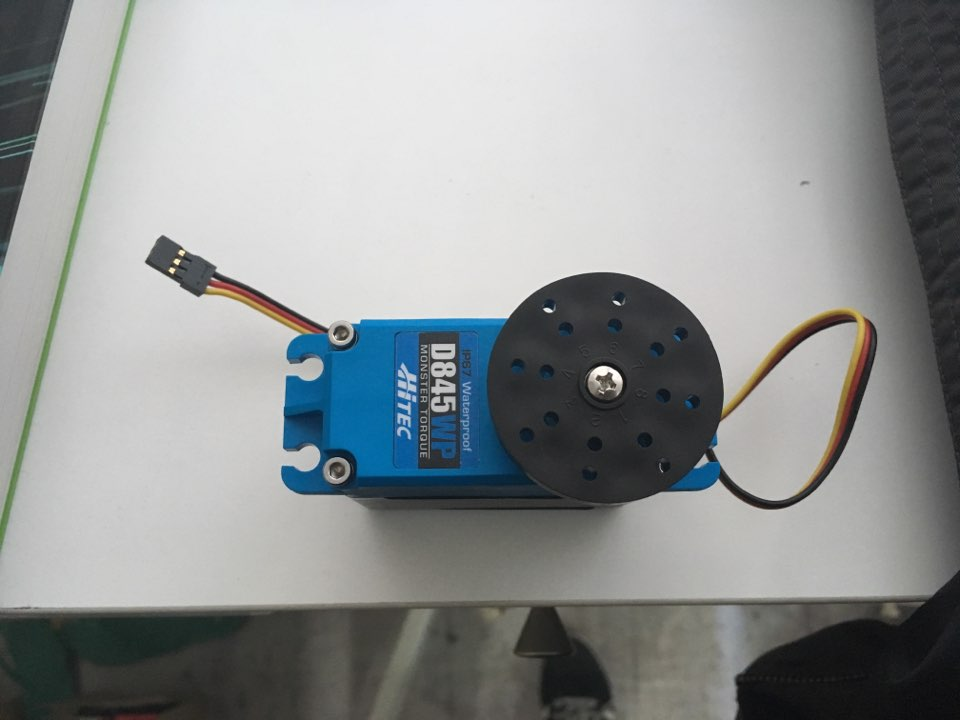 IP67 Waterproof
D845WP
MONSTER TORQUE
HiTEC